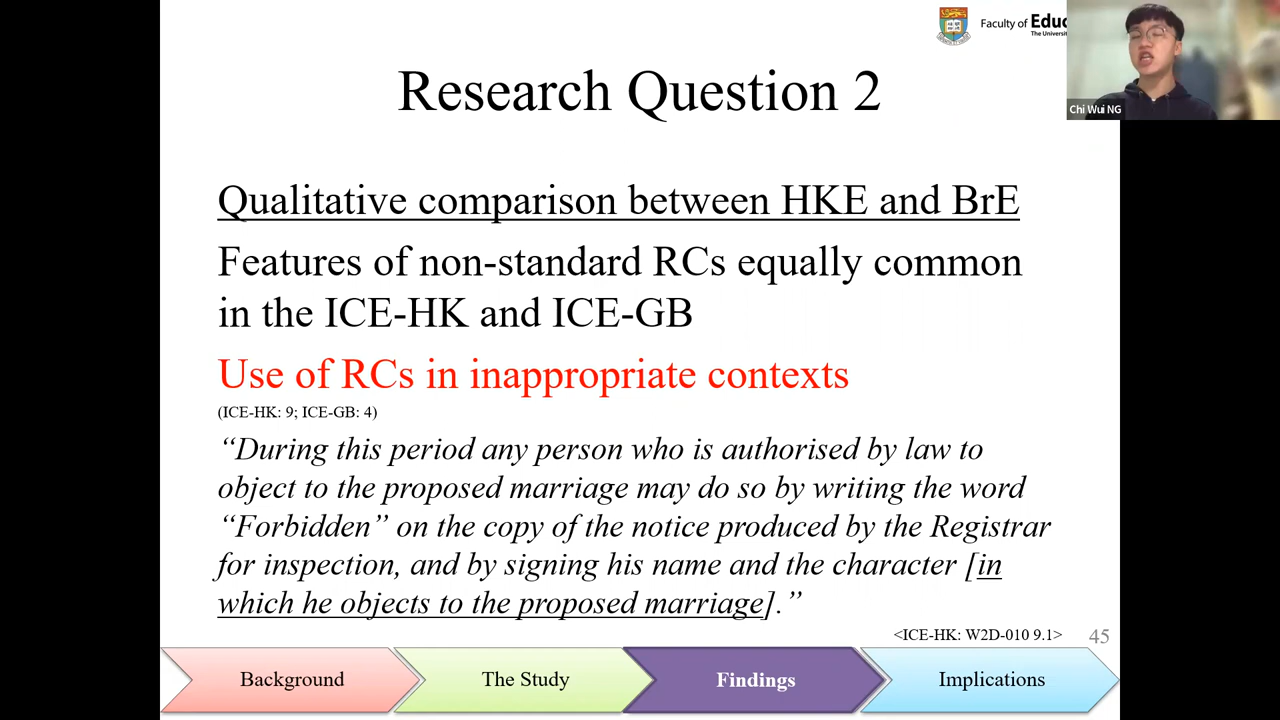 Faculty of Educ
The Univers
Chi Wui NG
Research Question 2
Qualitative comparison between HKE and BrE
Features of non-standard RCs equally common
in the ICE-HK and ICE-GB
Use of RCs in inappropriate contexts
(ICE-HK: 9; ICE-GB: 4)
“During this period any person who is authorised by law to
object to the proposed marriage may do so by writing the word
“Forbidden” on the copy of the notice produced by the Registrar
for inspection, and by signing his name and the character [in
which he objects to the proposed marriage].”
<ICE-HK: W2D-010 9.1>
45
Background
The Study
Findings
Implications